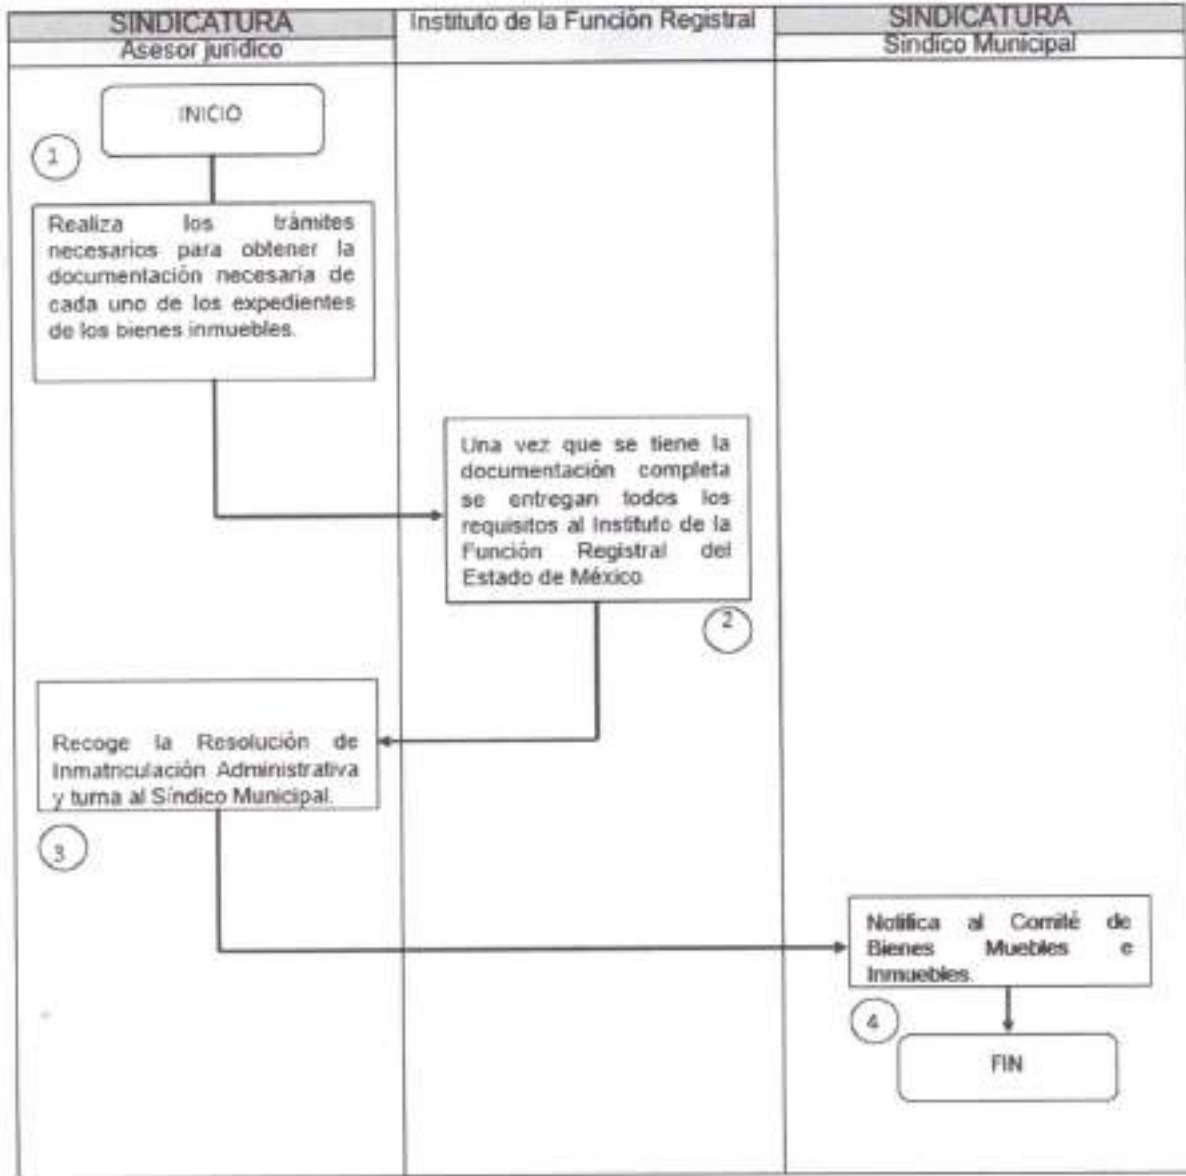 SINDICATURA
Asesor jurídico
Instituto de la Función Registral
SINDICATURA
Síndico Municipal
INICIO
1
Realiza los trámites
necesarios para obtener la
documentación necesaria de
cada uno de los expedientes
de los bienes inmuebles.
Una vez que se tiene la
documentación completa
se entregan todos los
requisitos al Instituto de la
Función Registral del
Estado de México
2
Recoge la Resolución de
Inmatriculación Administrativa
y turna al Síndico Municipal.
3
Notifica al Comité de
Bienes Muebles e
Inmuebles.
4
FIN